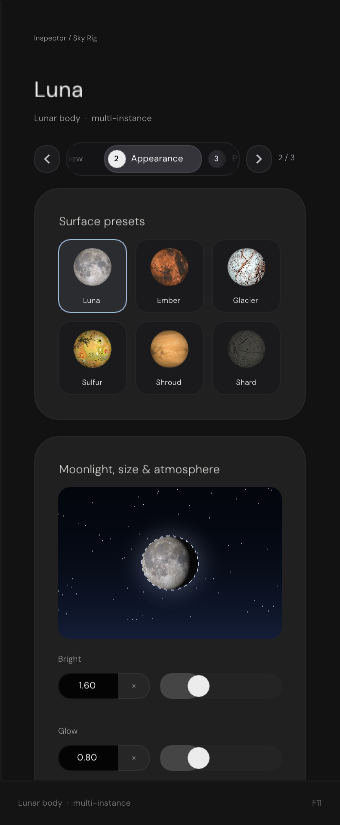 Inspector / Sky Rig
Luna
Lunar body · multi-instance
2 Appearance 3
2 / 3
Surface presets
Luna Ember Glacier
Sulfur Shroud Shard
Moonlight, size & atmosphere
Bright
1.60 ×
Glow
0.80 ×
Lunar body · multi-instance F11